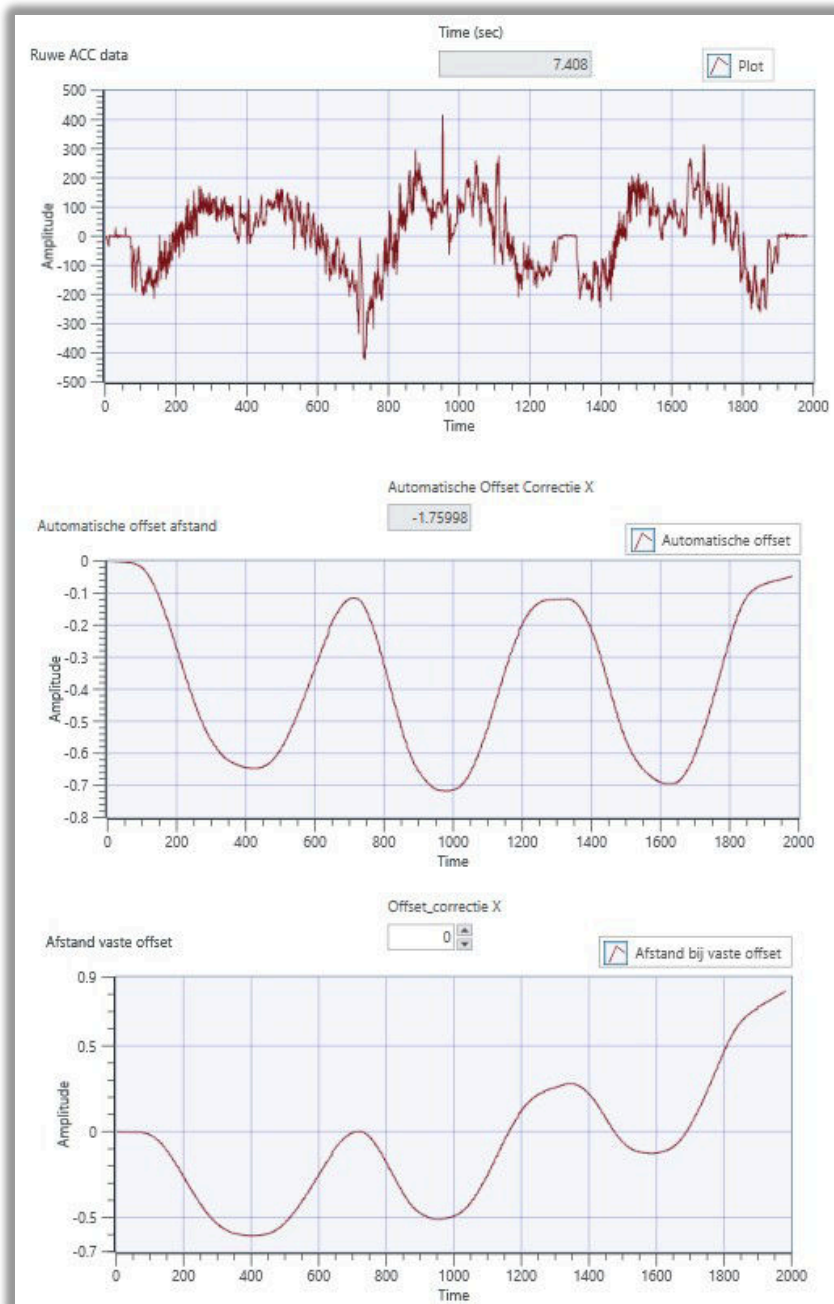 Time (sec)
Ruwe ACC data
7.408
Plot
500
400
300
200
100
0
-100
-200
-300
-400
-500
Amplitude
0 200 400 600 800 1000 1200 1400 1600 1800 2000
Time
Automatische Offset Correctie X
-1.75998
Automatische offset afstand
Automatische offset
0
-0.1
-0.2
-0.3
-0.4
-0.5
-0.6
-0.7
-0.8
Amplitude
0 200 400 600 800 1000 1200 1400 1600 1800 2000
Time
Offset_correctie X
0
Afstand vaste offset
Afstand bij vaste offset
0.9
0.5
0
-0.5
-0.7
Amplitude
0 200 400 600 800 1000 1200 1400 1600 1800 2000
Time